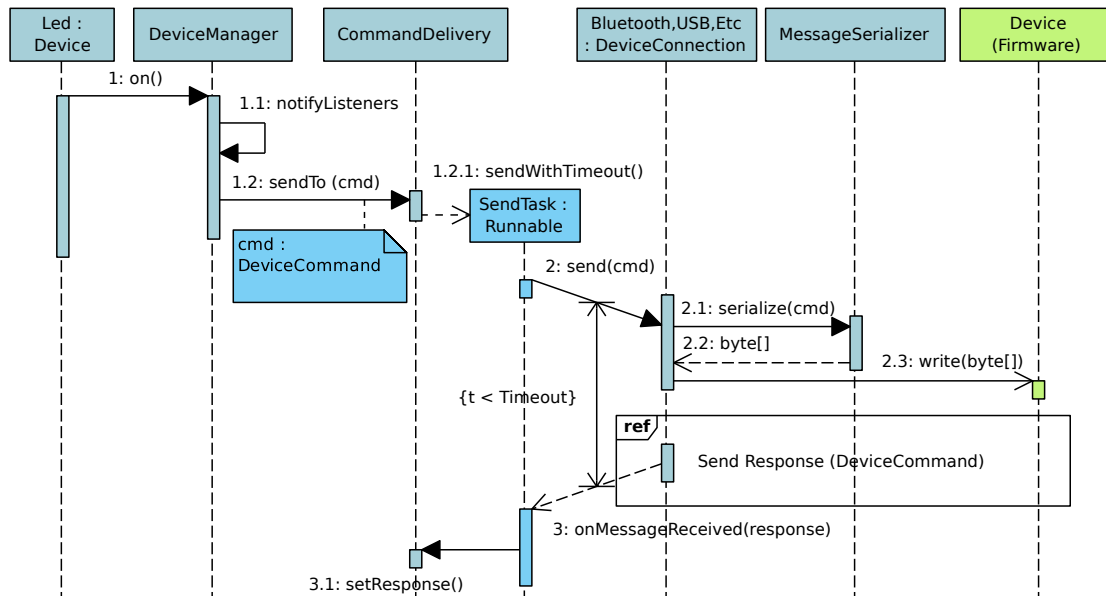 Led :
Device
DeviceManager
CommandDelivery
Bluetooth,USB,Etc
: DeviceConnection
MessageSerializer
Device
(Firmware)
1: on()
1.1: notifyListeners
1.2: sendTo (cmd)
1.2.1: sendWithTimeout()
SendTask :
Runnable
cmd :
DeviceCommand
2: send(cmd)
2.1: serialize(cmd)
2.2: byte[]
2.3: write(byte[])
{t < Timeout}
ref
Send Response (DeviceCommand)
3: onMessageReceived(response)
3.1: setResponse()